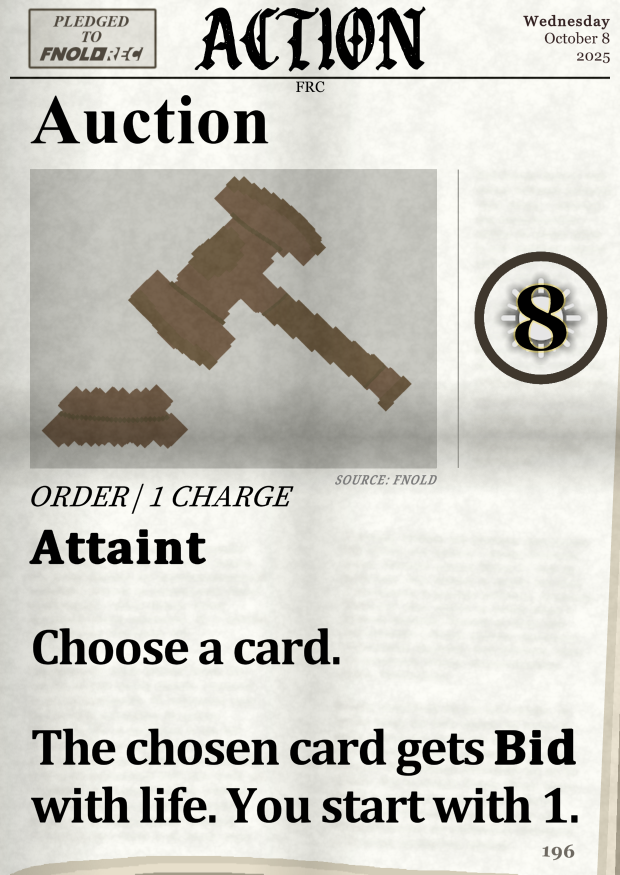 PLEDGED
TO
FNOLDREC
ACTION
Wednesday
October 8
2025
FRC
Auction
8
SOURCE: FNOLD
ORDER | 1 CHARGE
Attaint
Choose a card.
The chosen card gets Bid
with life. You start with 1.
196